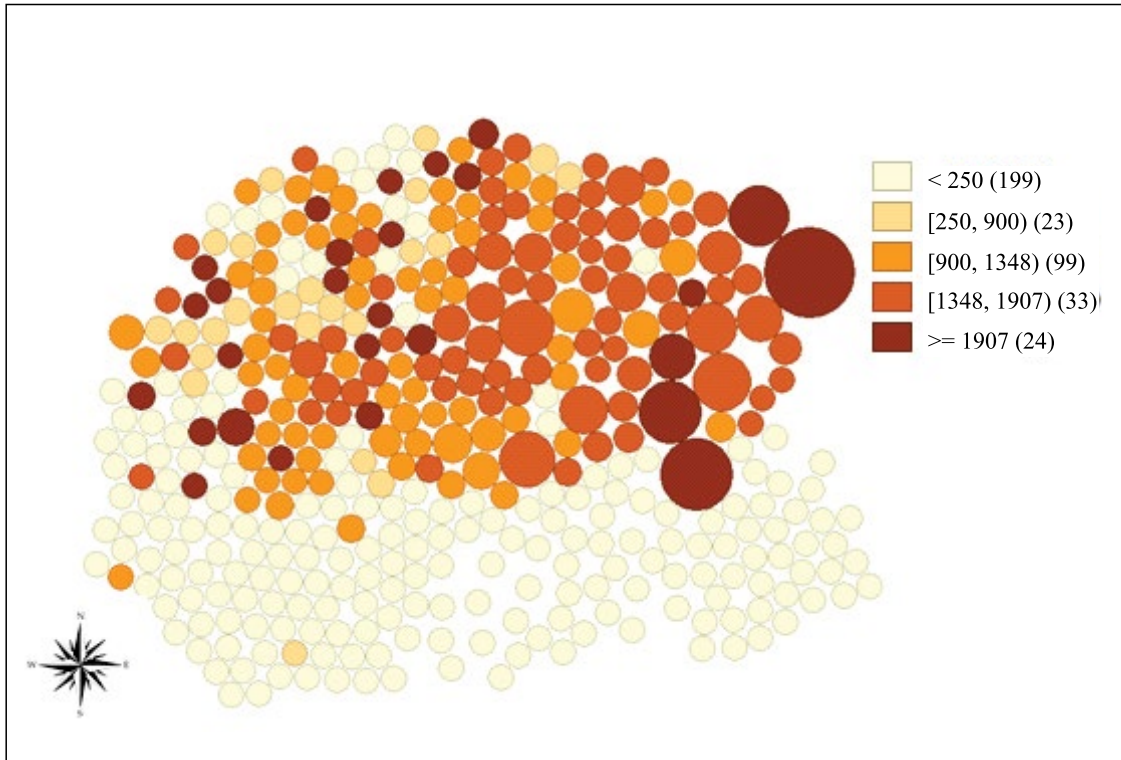 < 250 (199)
[250, 900) (23)
[900, 1348) (99)
[1348, 1907) (33)
>= 1907 (24)
N
W E
S